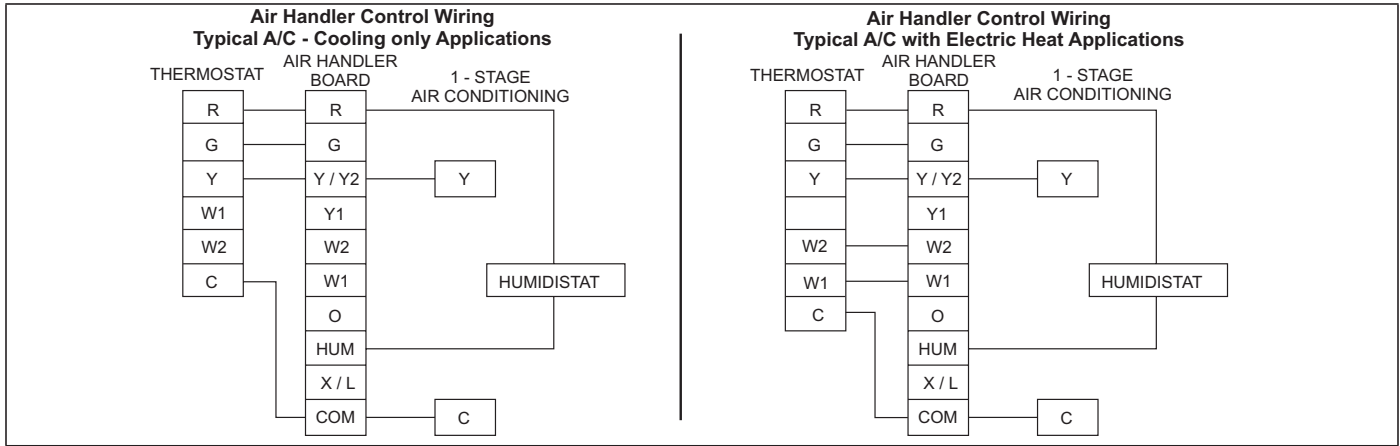 Air Handler Control Wiring
Typical A/C - Cooling only Applications
THERMOSTAT
AIR HANDLER
BOARD
1 - STAGE
AIR CONDITIONING
R
G
Y
W1
W2
C
R
G
Y / Y2
Y1
W2
W1
O
HUM
X / L
COM
Y
HUMIDISTAT
C
Air Handler Control Wiring
Typical A/C with Electric Heat Applications
THERMOSTAT
AIR HANDLER
BOARD
1 - STAGE
AIR CONDITIONING
R
G
Y
W2
W1
C
R
G
Y / Y2
Y1
W2
W1
O
HUM
X / L
COM
Y
HUMIDISTAT
C